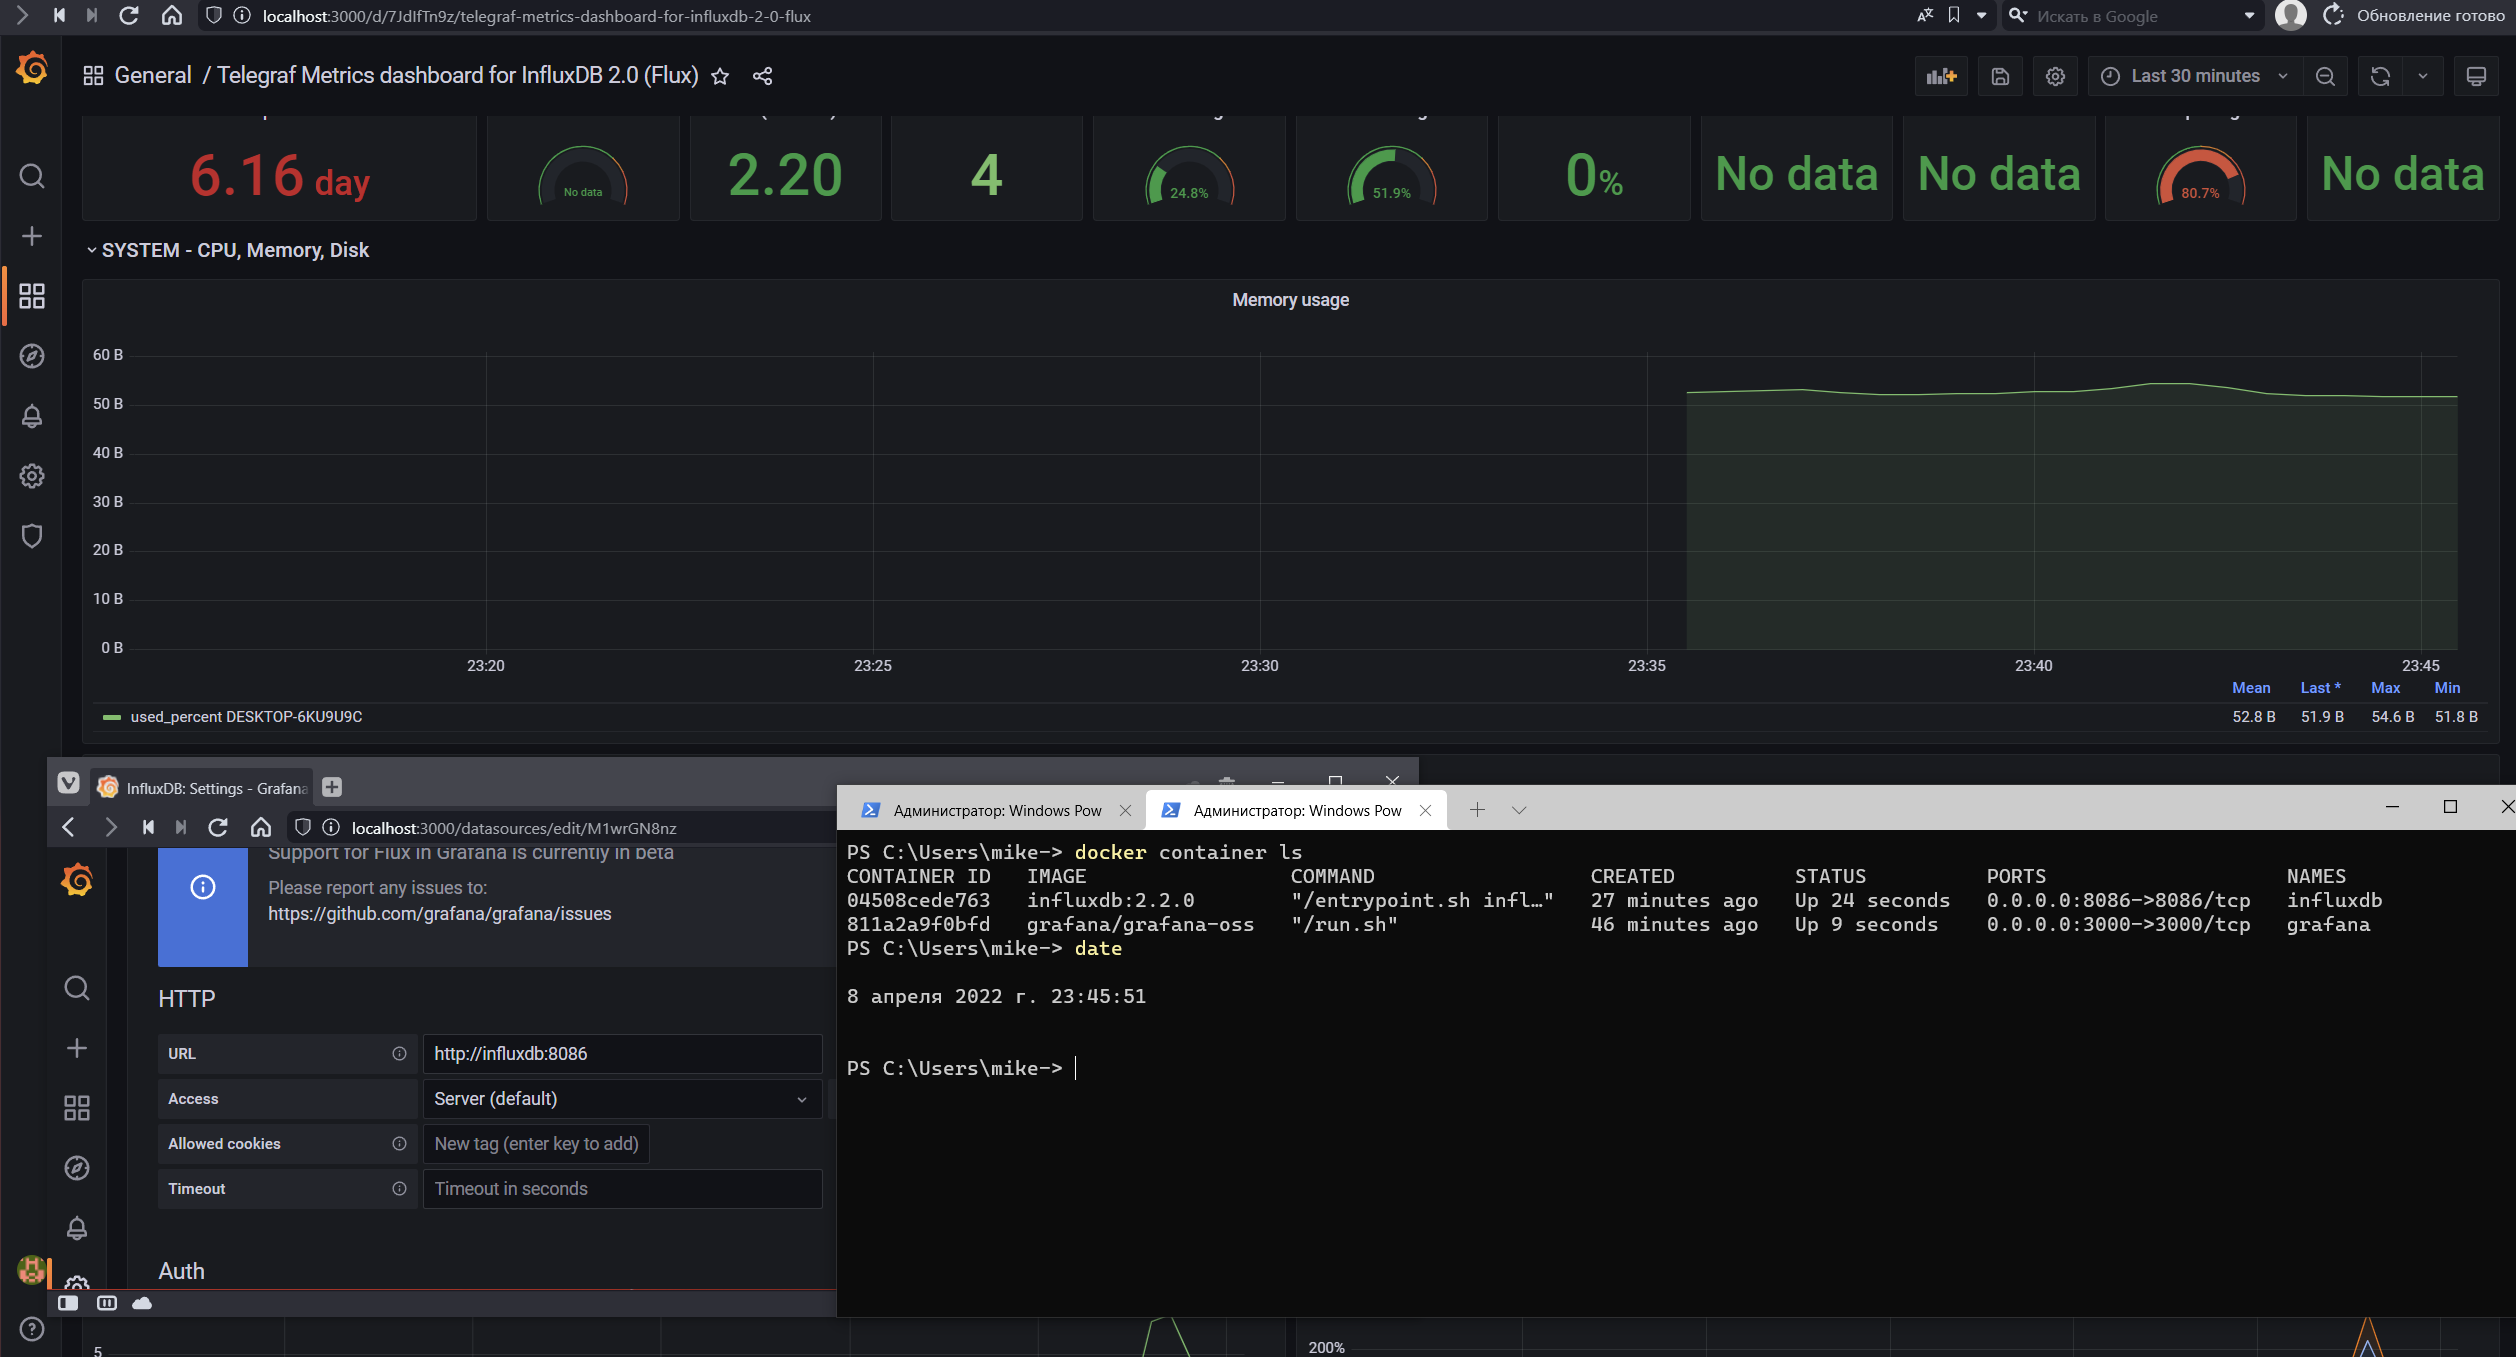 localhost:3000/d/7JdIfTn9z/telegraf-metrics-dashboard-for-influxdb-2-0-flux
Искать в Google
Обновление готово
General / Telegraf Metrics dashboard for InfluxDB 2.0 (Flux)
Last 30 minutes
6.16 day
No data
2.20
4
24.8%
51.9%
0%
No data
No data
80.7%
No data
SYSTEM - CPU, Memory, Disk
Memory usage
60 B
50 B
40 B
30 B
20 B
10 B
0 B
23:20 23:25 23:30 23:35 23:40 23:45
Mean Last * Max Min
used_percent DESKTOP-6KU9U9C 52.8 B 51.9 B 54.6 B 51.8 B
InfluxDB: Settings - Grafana
localhost:3000/datasources/edit/M1wrGN8nz
Support for Flux in Grafana is currently in beta
Please report any issues to:
https://github.com/grafana/grafana/issues
HTTP
URL http://influxdb:8086
Access Server (default)
Allowed cookies New tag (enter key to add)
Timeout Timeout in seconds
Auth
Администратор: Windows Pow
Администратор: Windows Pow
PS C:\Users\mike-> docker container ls
CONTAINER ID IMAGE COMMAND CREATED STATUS PORTS NAMES
04508cede763 influxdb:2.2.0 "/entrypoint.sh infl…" 27 minutes ago Up 24 seconds 0.0.0.0:8086->8086/tcp influxdb
811a2a9f0bfd grafana/grafana-oss "/run.sh" 46 minutes ago Up 9 seconds 0.0.0.0:3000->3000/tcp grafana
PS C:\Users\mike-> date
8 апреля 2022 г. 23:45:51
PS C:\Users\mike->
5
200%